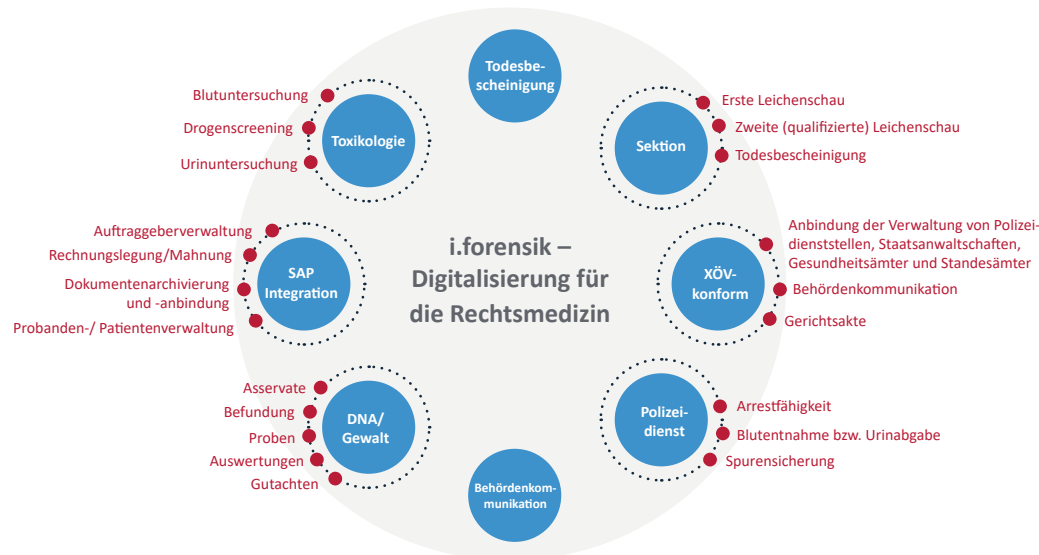 Todesbe-
scheinigung
Blutuntersuchung
Drogenscreening
Urinuntersuchung
Toxikologie
Sektion
Erste Leichenschau
Zweite (qualifizierte) Leichenschau
Todesbescheinigung
Auftraggeberverwaltung
Rechnungslegung/Mahnung
Dokumentenarchivierung
und -anbindung
Probanden-/ Patientenverwaltung
SAP
Integration
i.forensik –
Digitalisierung für
die Rechtsmedizin
XÖV-
konform
Anbindung der Verwaltung von Polizei-
dienststellen, Staatsanwaltschaften,
Gesundheitsämter und Standesämter
Behördenkommunikation
Gerichtsakte
Asservate
Befundung
Proben
Auswertungen
Gutachten
DNA/
Gewalt
Polizei-
dienst
Arrestfähigkeit
Blutentnahme bzw. Urinabgabe
Spurensicherung
Behördenkom-
munikation